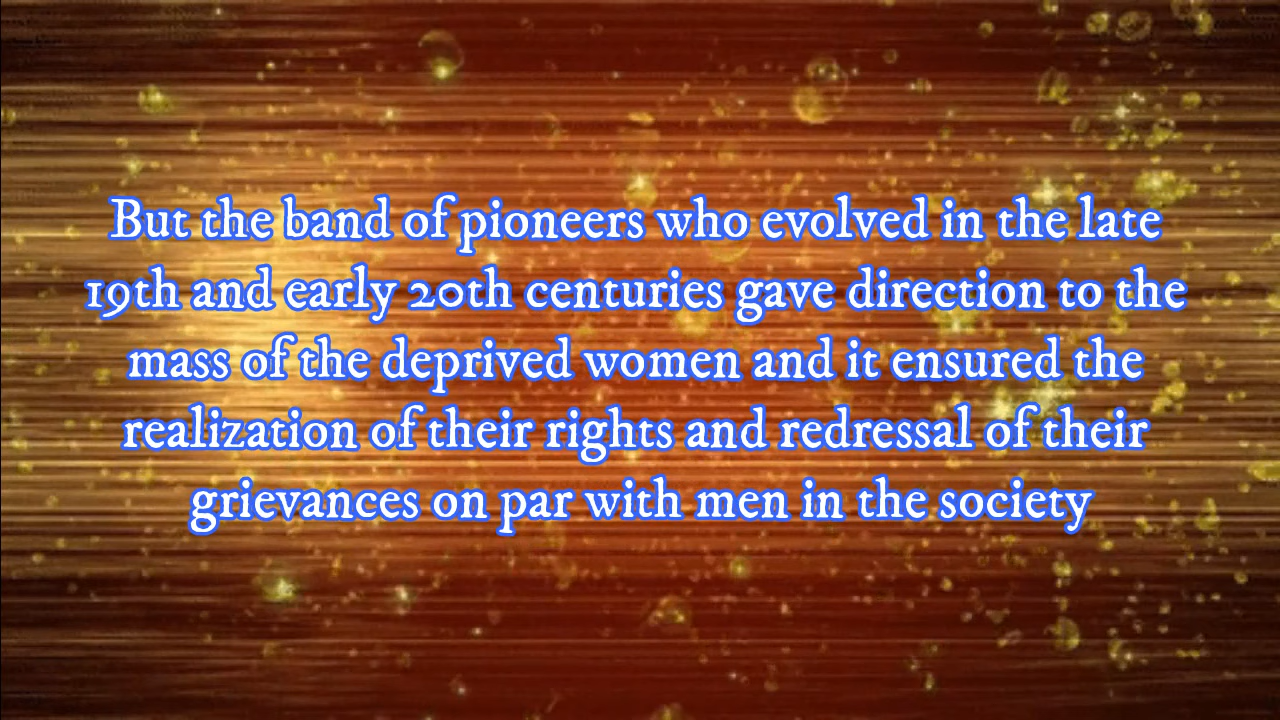 But the band of pioneers who evolved in the late
19th and early 20th centuries gave direction to the
mass of the deprived women and it ensured the
realization of their rights and redressal of their
grievances on par with men in the society